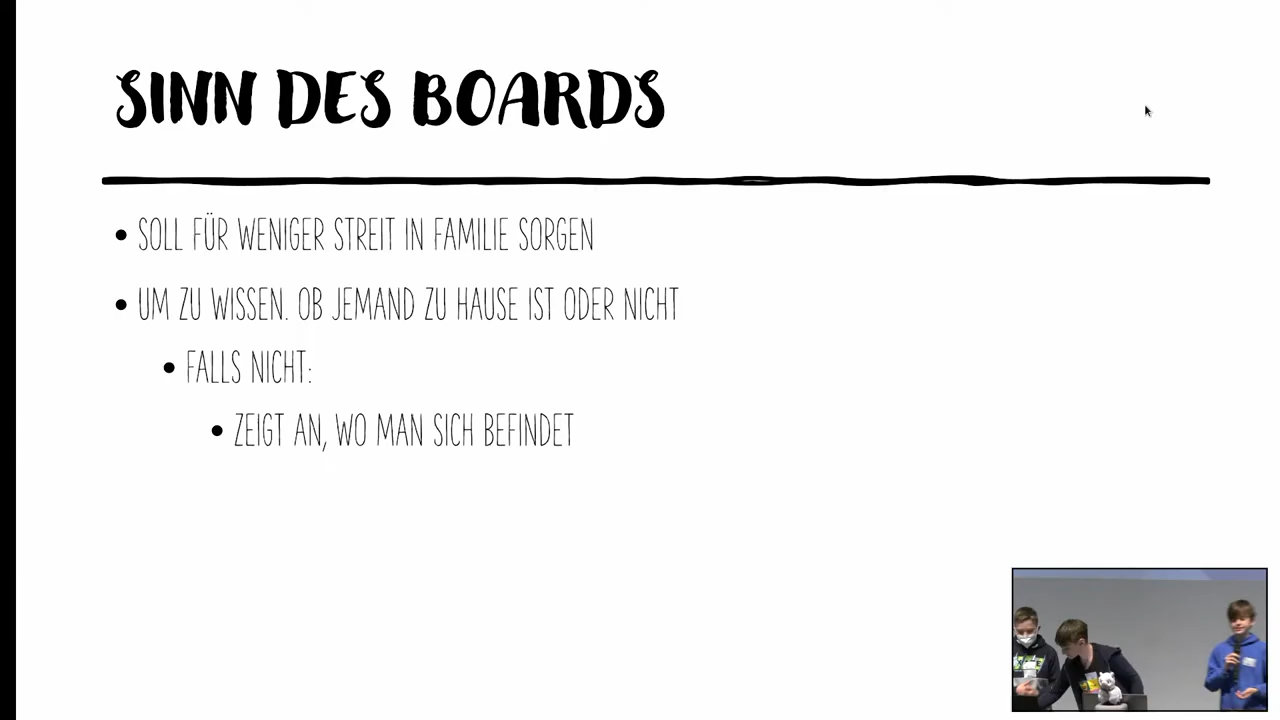 SINN DES BOARDS
• SOLL FÜR WENIGER STREIT IN FAMILIE SORGEN
• UM ZU WISSEN. OB JEMAND ZU HAUSE IST ODER NICHT
• FALLS NICHT:
• ZEIGT AN, WO MAN SICH BEFINDET